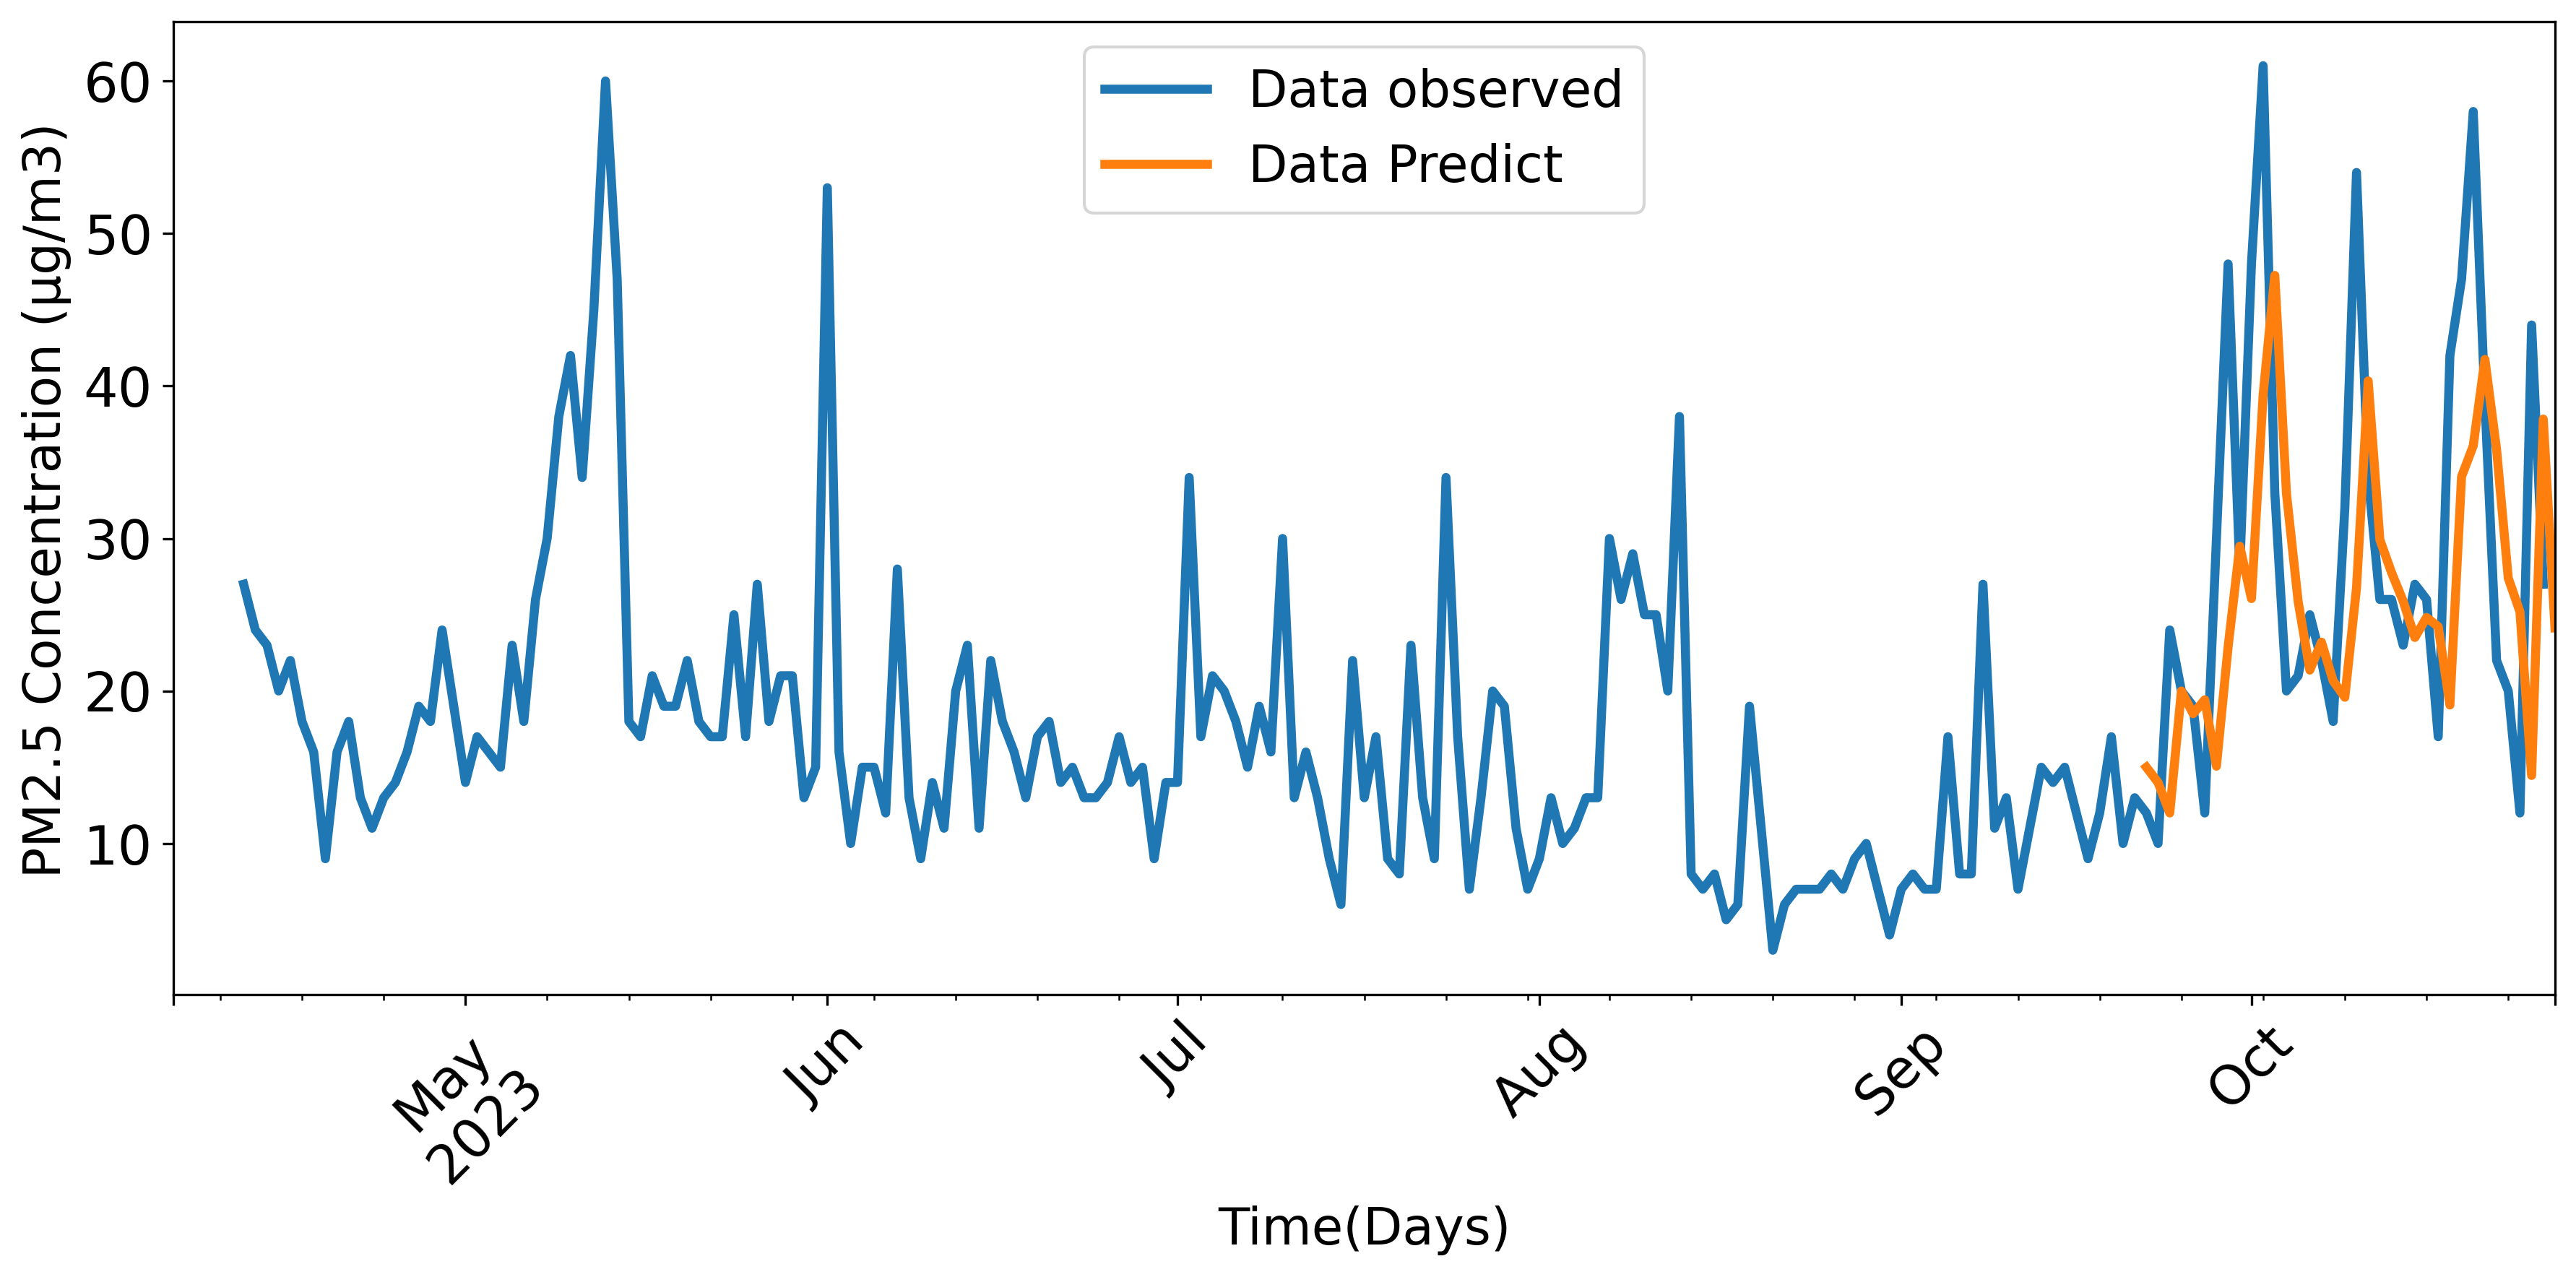 60
50
40
30
20
10
PM2.5 Concentration (μg/m3)
Data observed
Data Predict
May
2023
Jun
Jul
Aug
Sep
Oct
Time(Days)